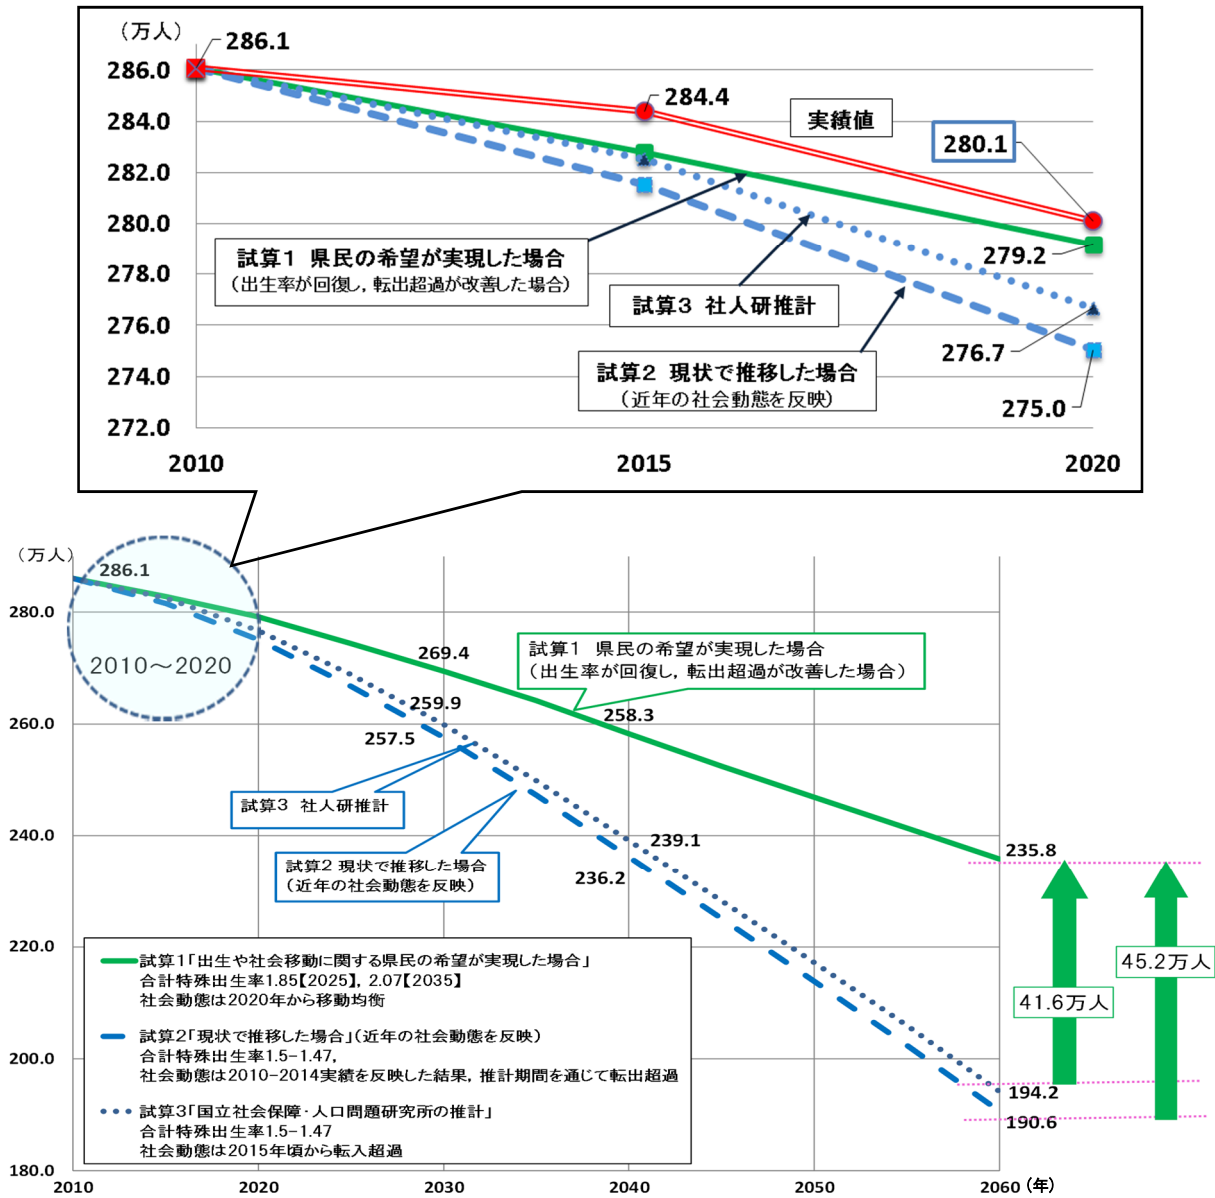 （万人）
286.1
286.0
284.4
284.0
実績値
280.1
282.0
280.0
試算１ 県民の希望が実現した場合
（出生率が回復し，転出超過が改善した場合）
279.2
278.0
試算３ 社人研推計
276.0
276.7
試算２ 現状で推移した場合
（近年の社会動態を反映）
274.0
275.0
272.0
2010
2015
2020
（万人）
286.1
280.0
2010～2020
試算１ 県民の希望が実現した場合
（出生率が回復し，転出超過が改善した場合）
269.4
259.9
258.3
260.0
257.5
試算３ 社人研推計
240.0
239.1
235.8
試算２ 現状で推移した場合
（近年の社会動態を反映）
236.2
220.0
試算１「出生や社会移動に関する県民の希望が実現した場合」
合計特殊出生率1.85【2025】，2.07【2035】
社会動態は2020年から移動均衡
45.2万人
41.6万人
試算２「現状で推移した場合」（近年の社会動態を反映）
合計特殊出生率1.5-1.47，
社会動態は2010-2014実績を反映した結果，推計期間を通じて転出超過
200.0
試算３「国立社会保障・人口問題研究所の推計」
合計特殊出生率1.5-1.47
社会動態は2015年頃から転入超過
194.2
190.6
180.0
2010
2020
2030
2040
2050
2060
（年）